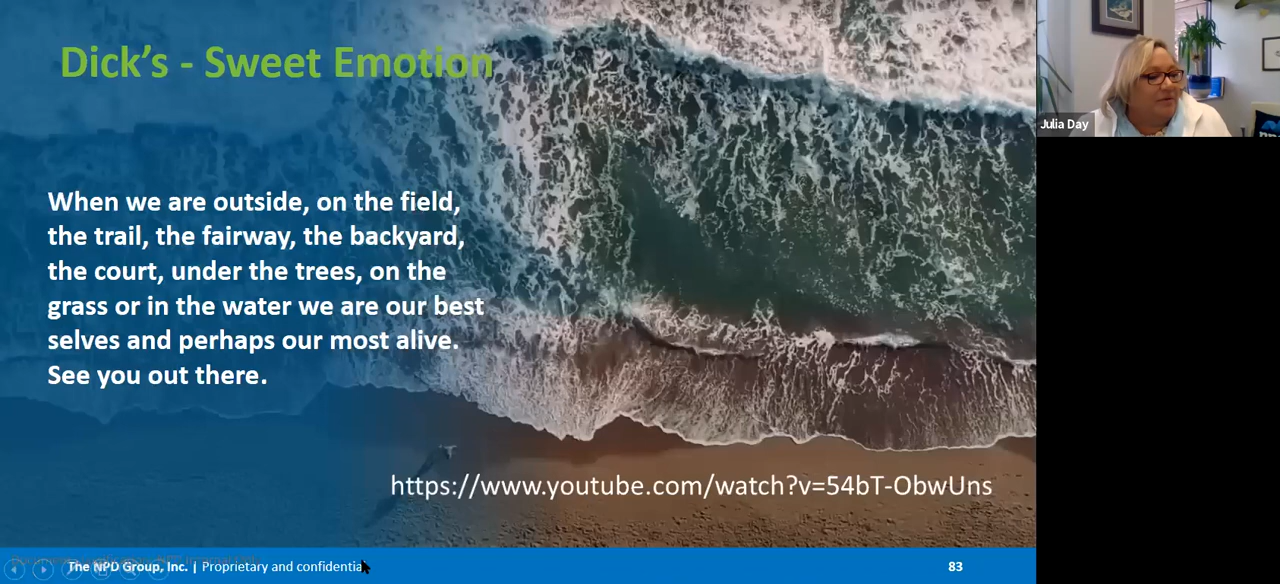 Dick's - Sweet Emotion
When we are outside, on the field,
the trail, the fairway, the backyard,
the court, under the trees, on the
grass or in the water we are our best
selves and perhaps our most alive.
See you out there.
https://www.youtube.com/watch?v=54bT-ObwUns
The NPD Group, Inc. | Proprietary and confidential
83
Julia Day